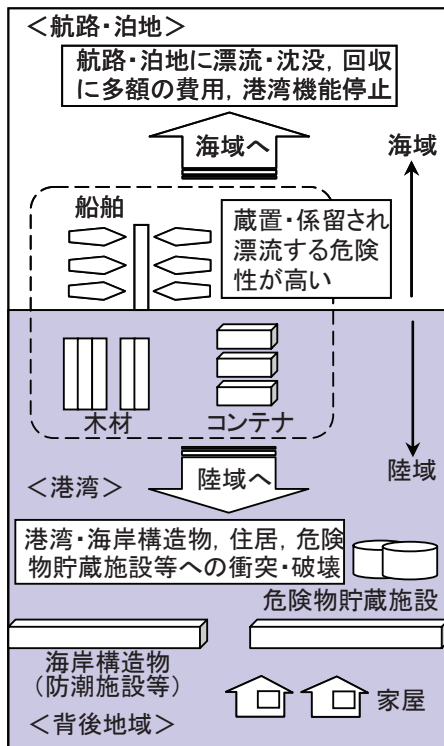 ＜航路・泊地＞
航路・泊地に漂流・沈没，回収
に多額の費用，港湾機能停止
海域へ
海域
船舶
蔵置・係留され
漂流する危険
性が高い
木材
コンテナ
陸域へ
陸域
＜港湾＞
港湾・海岸構造物，住居，危険
物貯蔵施設等への衝突・破壊
危険物貯蔵施設
海岸構造物
（防潮施設等）
家屋
＜背後地域＞